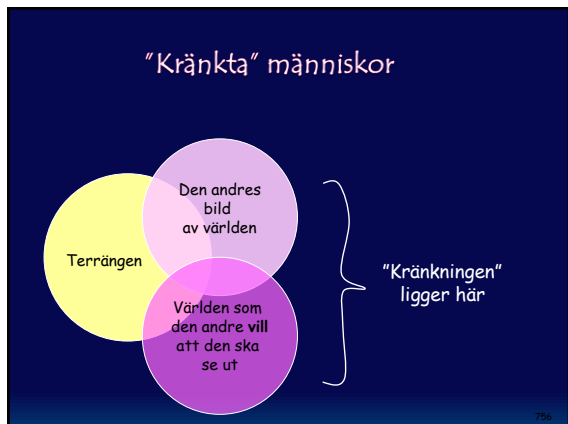 ”Kränkta” människor
Den andres
bild
av världen
Terrängen
”Kränkningen”
ligger här
Världen som
den andre vill
att den ska
se ut
756